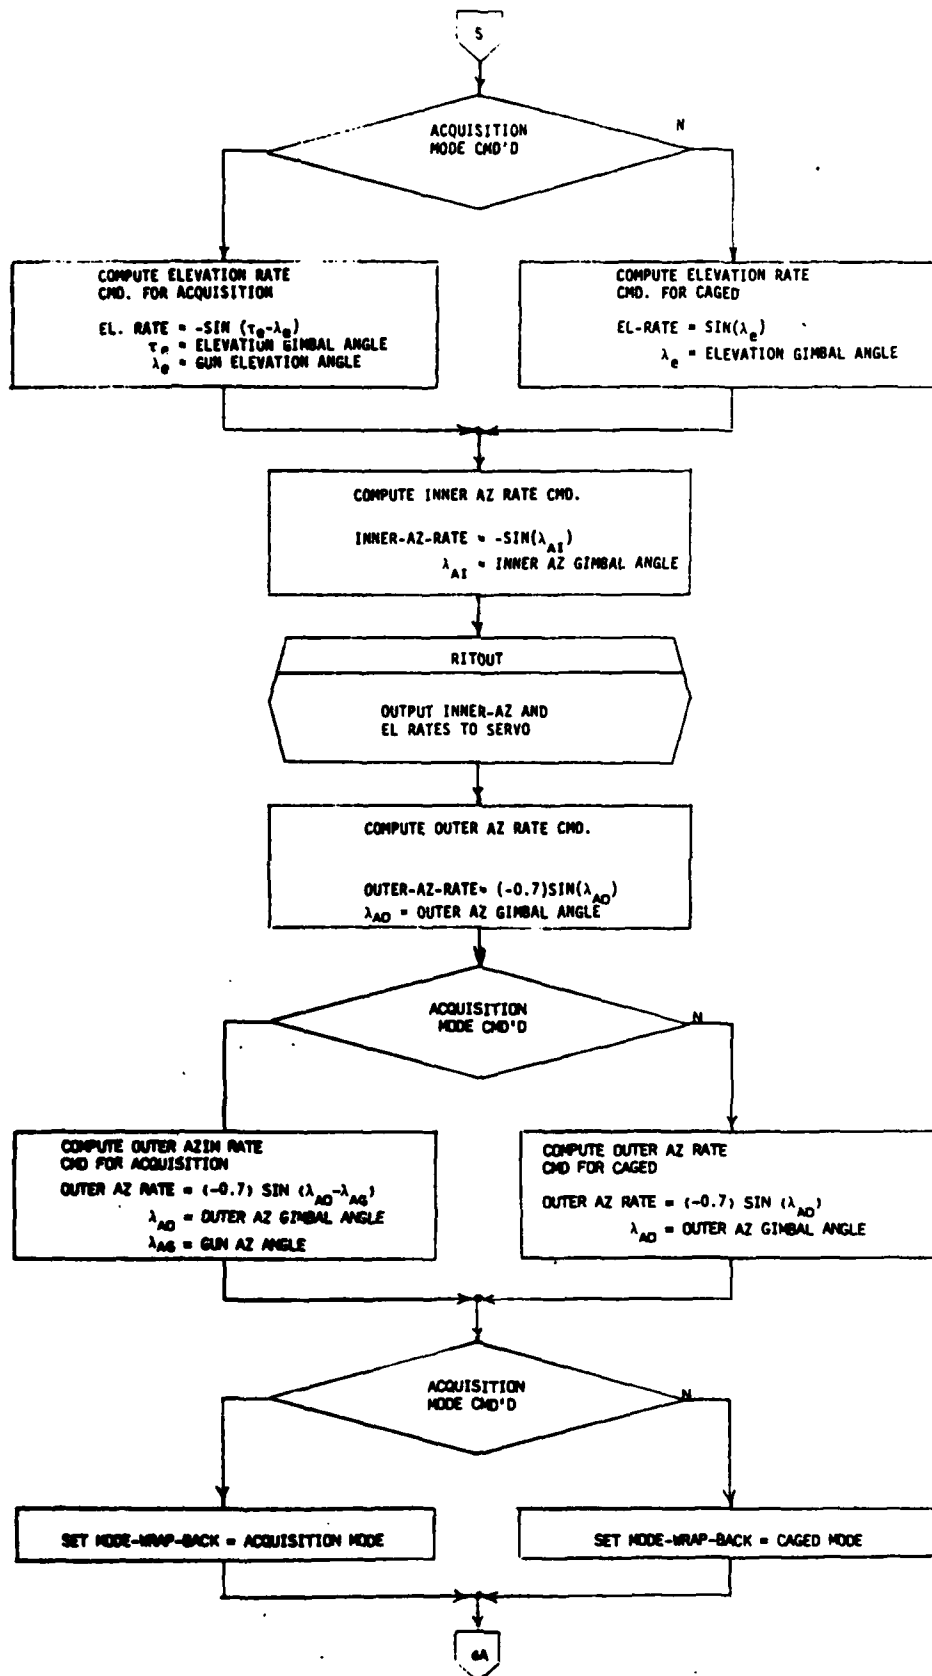 5
ACQUISITION
MODE CMD'D
N
COMPUTE ELEVATION RATE
CMD. FOR ACQUISITION
EL. RATE = -SIN (τe-λe)
τe = ELEVATION GIMBAL ANGLE
λe = GUN ELEVATION ANGLE
COMPUTE ELEVATION RATE
CMD. FOR CAGED
EL-RATE = SIN(λe)
λe = ELEVATION GIMBAL ANGLE
COMPUTE INNER AZ RATE CMD.
INNER-AZ-RATE = -SIN(λAI)
λAI = INNER AZ GIMBAL ANGLE
RITOUT
OUTPUT INNER-AZ AND
EL RATES TO SERVO
COMPUTE OUTER AZ RATE CMD.
OUTER-AZ-RATE= (-0.7)SIN(λAO)
λAO = OUTER AZ GIMBAL ANGLE
ACQUISITION
MODE CMD'D
N
COMPUTE OUTER AZIM RATE
CMD FOR ACQUISITION
OUTER AZ RATE = (-0.7) SIN (λAO-λAG)
λAO = OUTER AZ GIMBAL ANGLE
λAG = GUN AZ ANGLE
COMPUTE OUTER AZ RATE
CMD FOR CAGED
OUTER AZ RATE = (-0.7) SIN (λAO)
λAO = OUTER AZ GIMBAL ANGLE
ACQUISITION
MODE CMD'D
N
SET MODE-WRAP-BACK = ACQUISITION MODE
SET MODE-WRAP-BACK = CAGED MODE